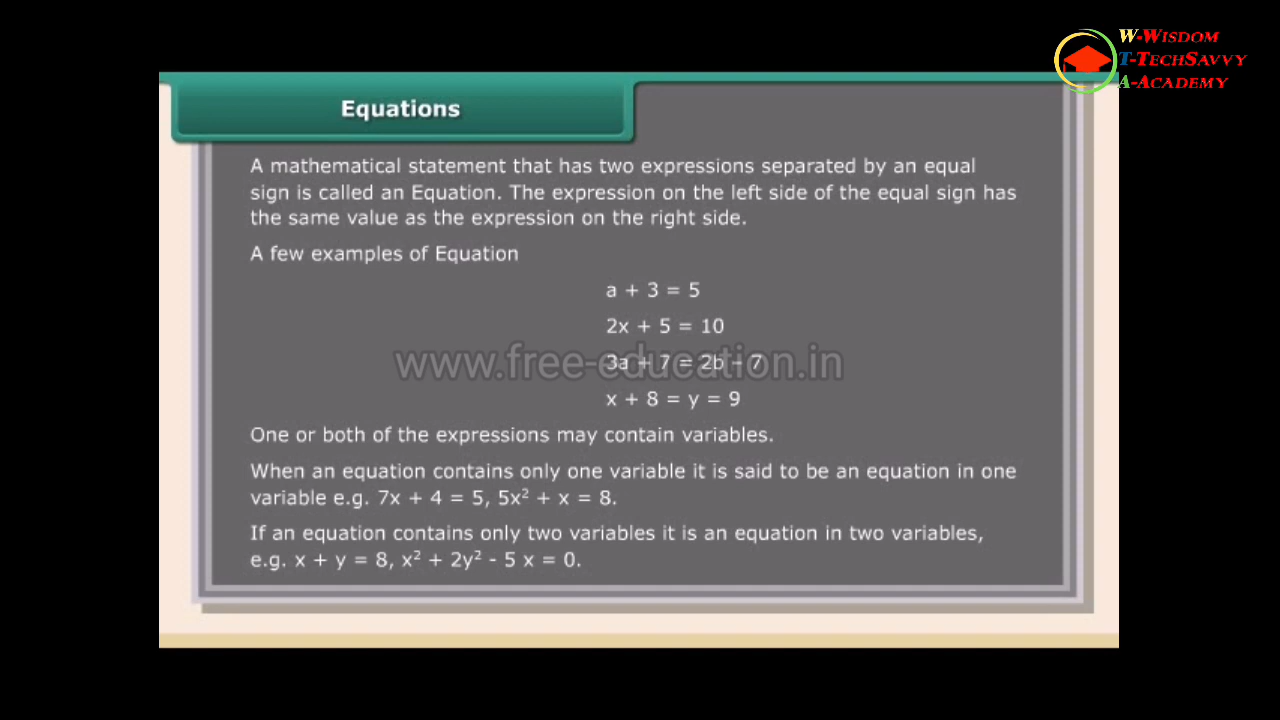 W-WISDOM
T-TECHSAVVY
A-ACADEMY
Equations
A mathematical statement that has two expressions separated by an equal
sign is called an Equation. The expression on the left side of the equal sign has
the same value as the expression on the right side.
A few examples of Equation
a + 3 = 5
2x + 5 = 10
3a + 7 = 2b - 7
www.free-education.in
x + 8 = y = 9
One or both of the expressions may contain variables.
When an equation contains only one variable it is said to be an equation in one
variable e.g. 7x + 4 = 5, 5x² + x = 8.
If an equation contains only two variables it is an equation in two variables,
e.g. x + y = 8, x² + 2y² - 5 x = 0.